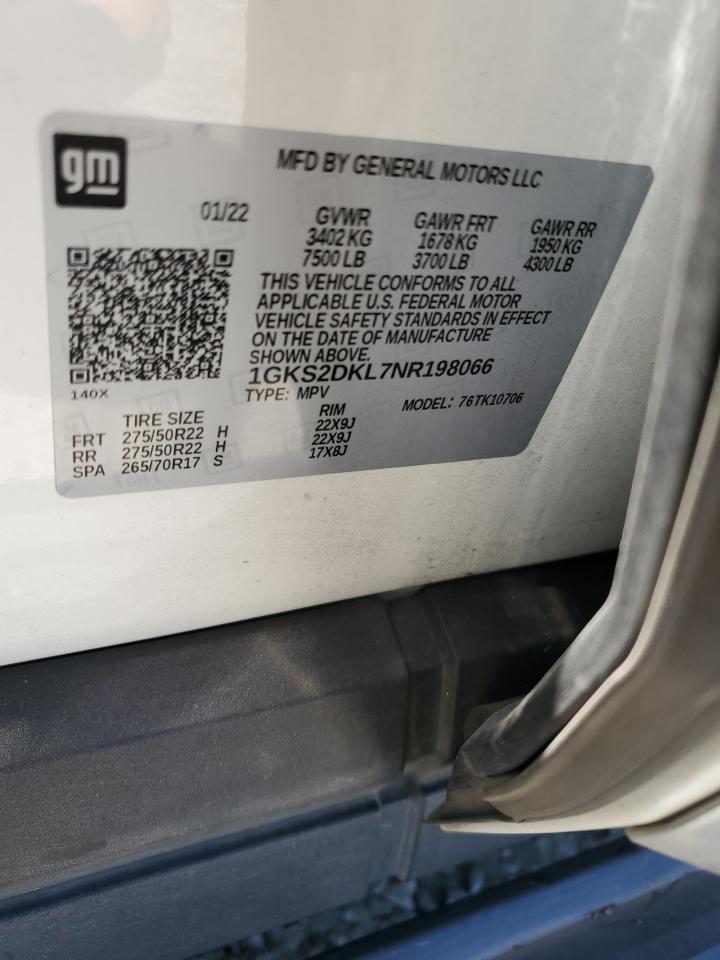 gm
MFD BY GENERAL MOTORS LLC
01/22 GVWR GAWR FRT GAWR RR
3402 KG 1678 KG 1950 KG
7500 LB 3700 LB 4300 LB
THIS VEHICLE CONFORMS TO ALL
APPLICABLE U.S. FEDERAL MOTOR
VEHICLE SAFETY STANDARDS IN EFFECT
ON THE DATE OF MANUFACTURE
SHOWN ABOVE.
1GKS2DKL7NR198066
140X
TYPE: MPV MODEL: 76TK10706
TIRE SIZE RIM
FRT 275/50R22 H 22X9J
RR 275/50R22 H 22X9J
SPA 265/70R17 S 17X8J